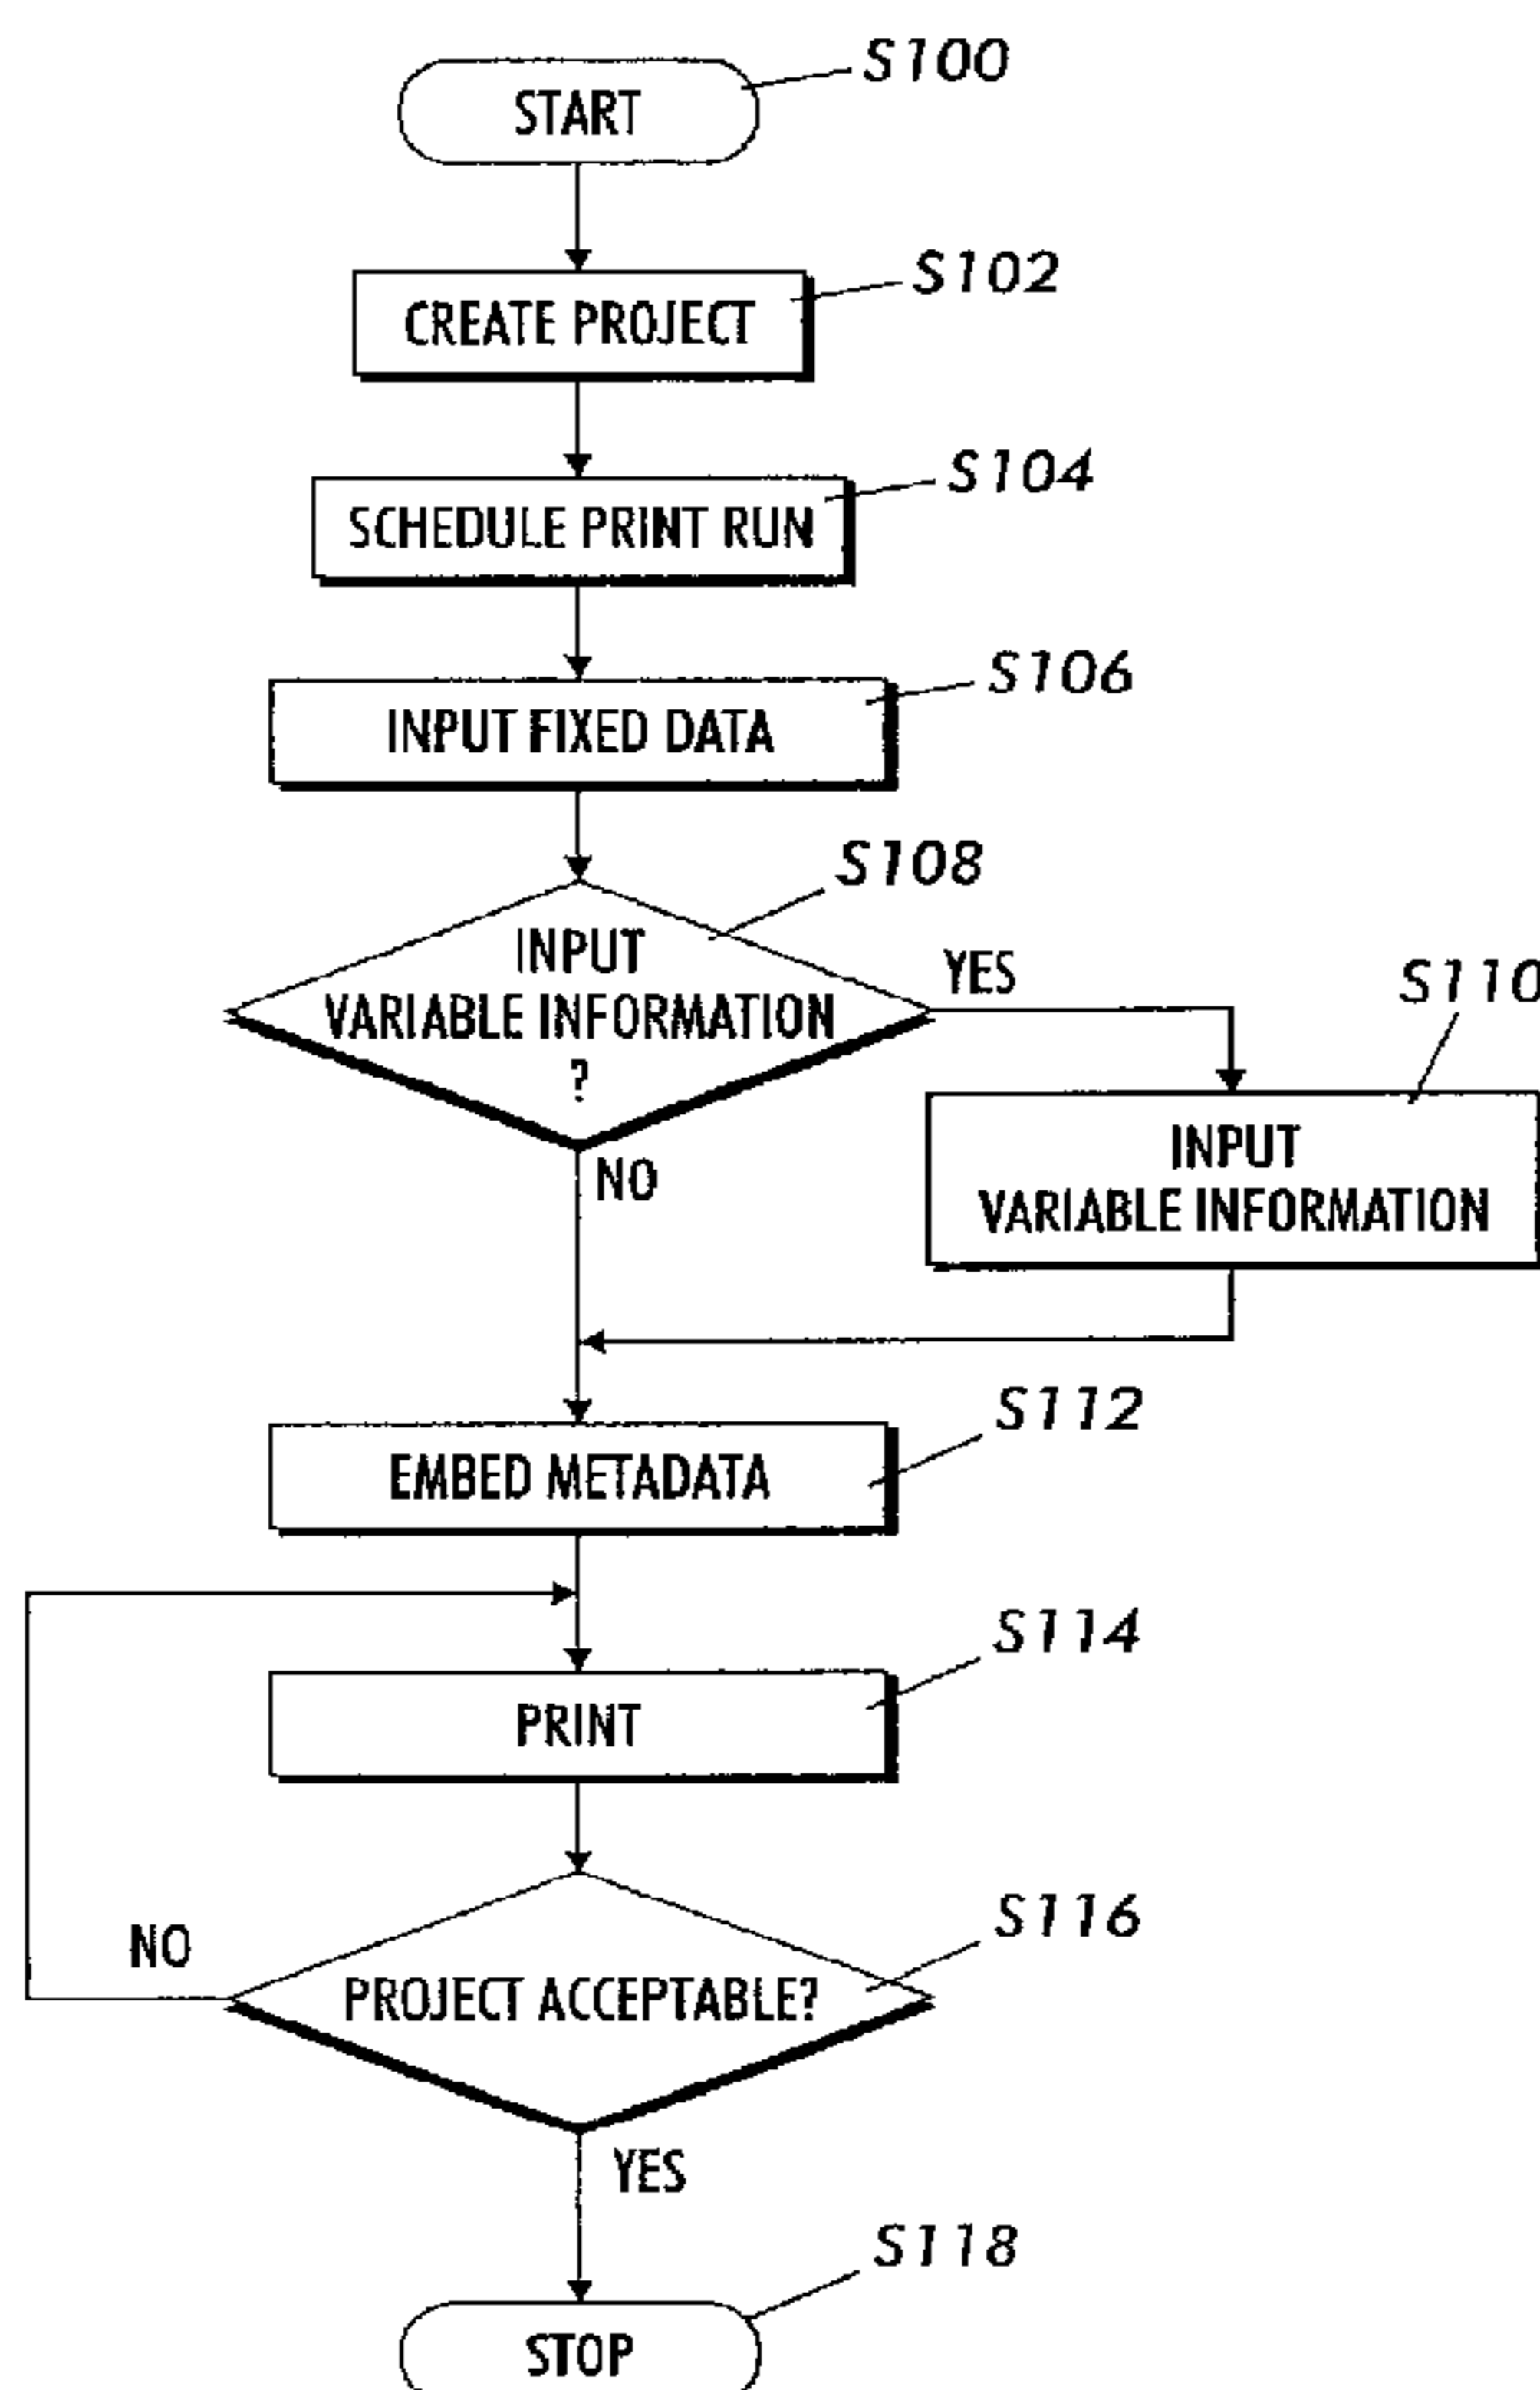 S100
START
S102
CREATE PROJECT
S104
SCHEDULE PRINT RUN
S106
INPUT FIXED DATA
S108
INPUT
VARIABLE INFORMATION
?
YES
S110
INPUT
VARIABLE INFORMATION
NO
S112
EMBED METADATA
S114
PRINT
S116
NO
PROJECT ACCEPTABLE?
YES
S118
STOP